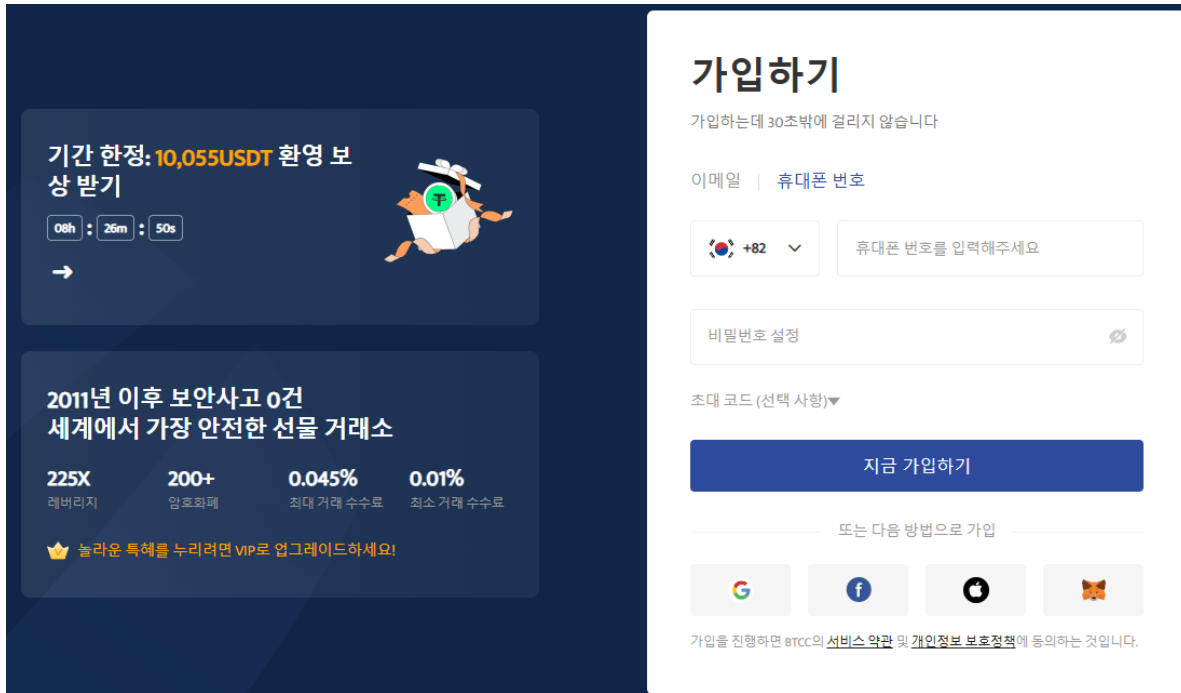 기간 한정: 10,055USDT 환영 보
상 받기
08h : 26m : 50s
2011년 이후 보안사고 0건
세계에서 가장 안전한 선물 거래소
225X 200+ 0.045% 0.01%
레버리지 암호화폐 최대 거래 수수료 최소 거래 수수료
놀라운 특혜를 누리려면 VIP로 업그레이드하세요!
가입하기
가입하는데 30초밖에 걸리지 않습니다
이메일 | 휴대폰 번호
+82 휴대폰 번호를 입력해주세요
비밀번호 설정
초대 코드 (선택 사항)
지금 가입하기
또는 다음 방법으로 가입
가입을 진행하면 BTCC의 서비스 약관 및 개인정보 보호정책에 동의하는 것입니다.